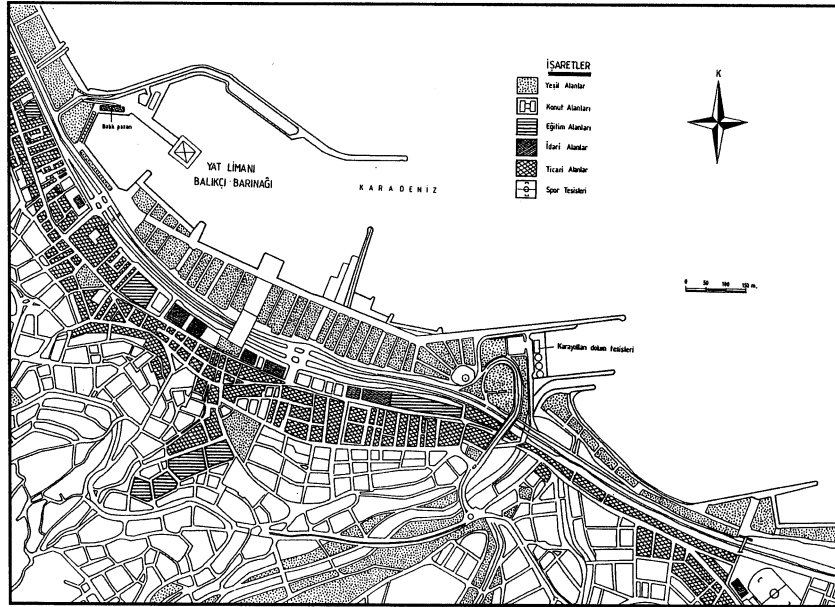 İŞARETLER
Yeşil Alanlar
Konut Alanları
Eğitim Alanları
İdari Alanlar
Ticari Alanlar
Spor Tesisleri
K
Balık pazarı
YAT LİMANI
BALIKÇI BARINAĞI
KARADENİZ
0 50 100 150 m.
Karayolları dolum tesisleri